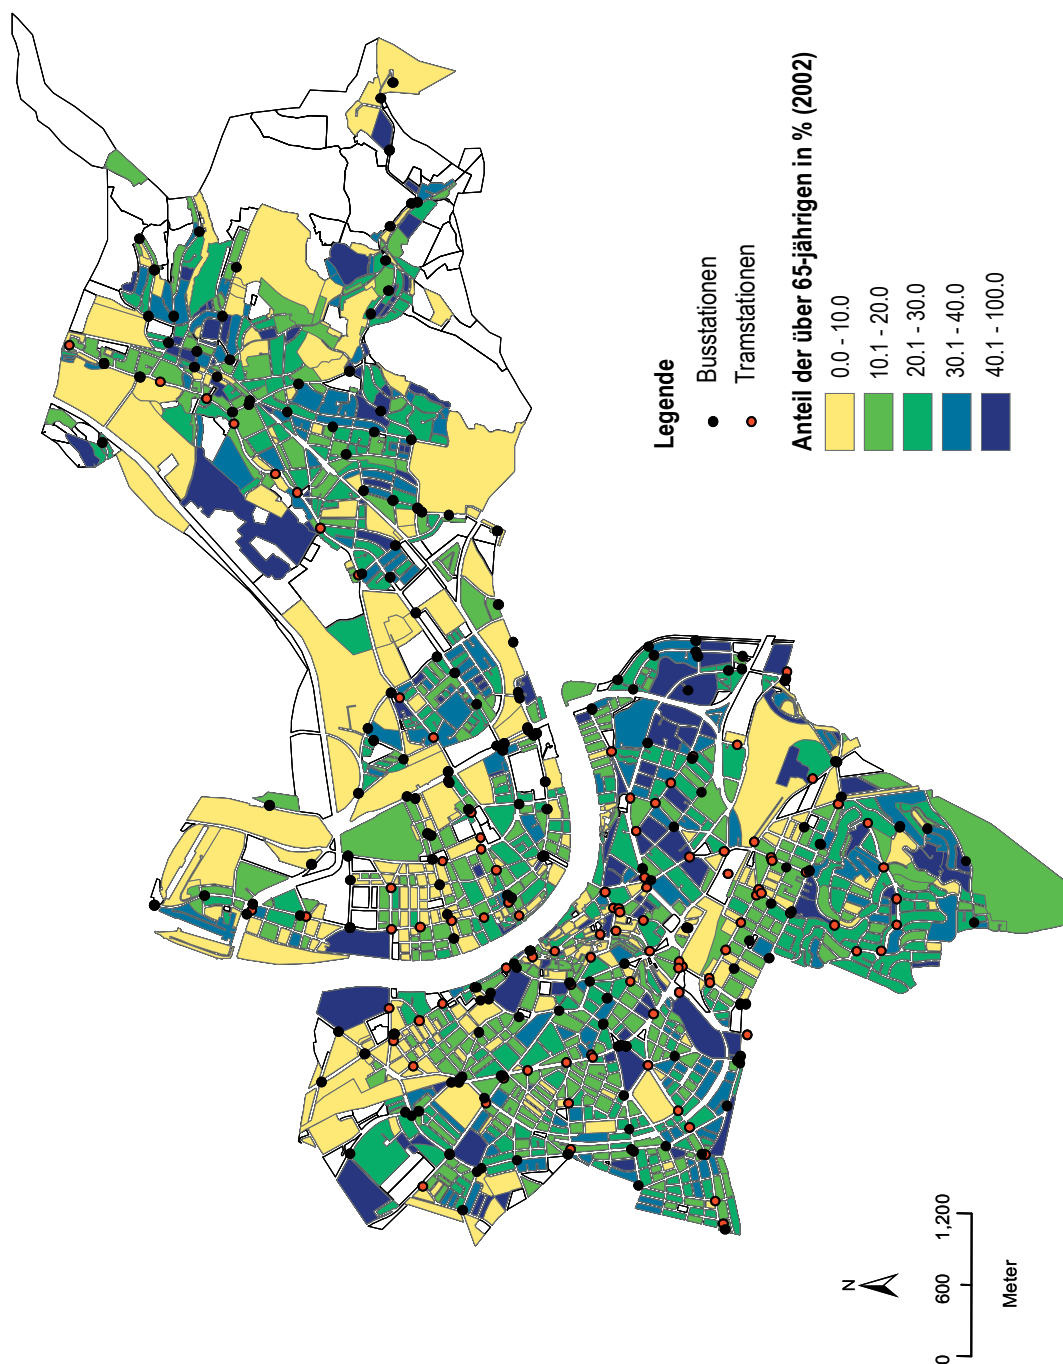 Legende
Busstationen
Tramstationen
Anteil der über 65-jährigen in % (2002)
0.0 - 10.0
10.1 - 20.0
20.1 - 30.0
30.1 - 40.0
40.1 - 100.0
N
0 600 1,200
Meter